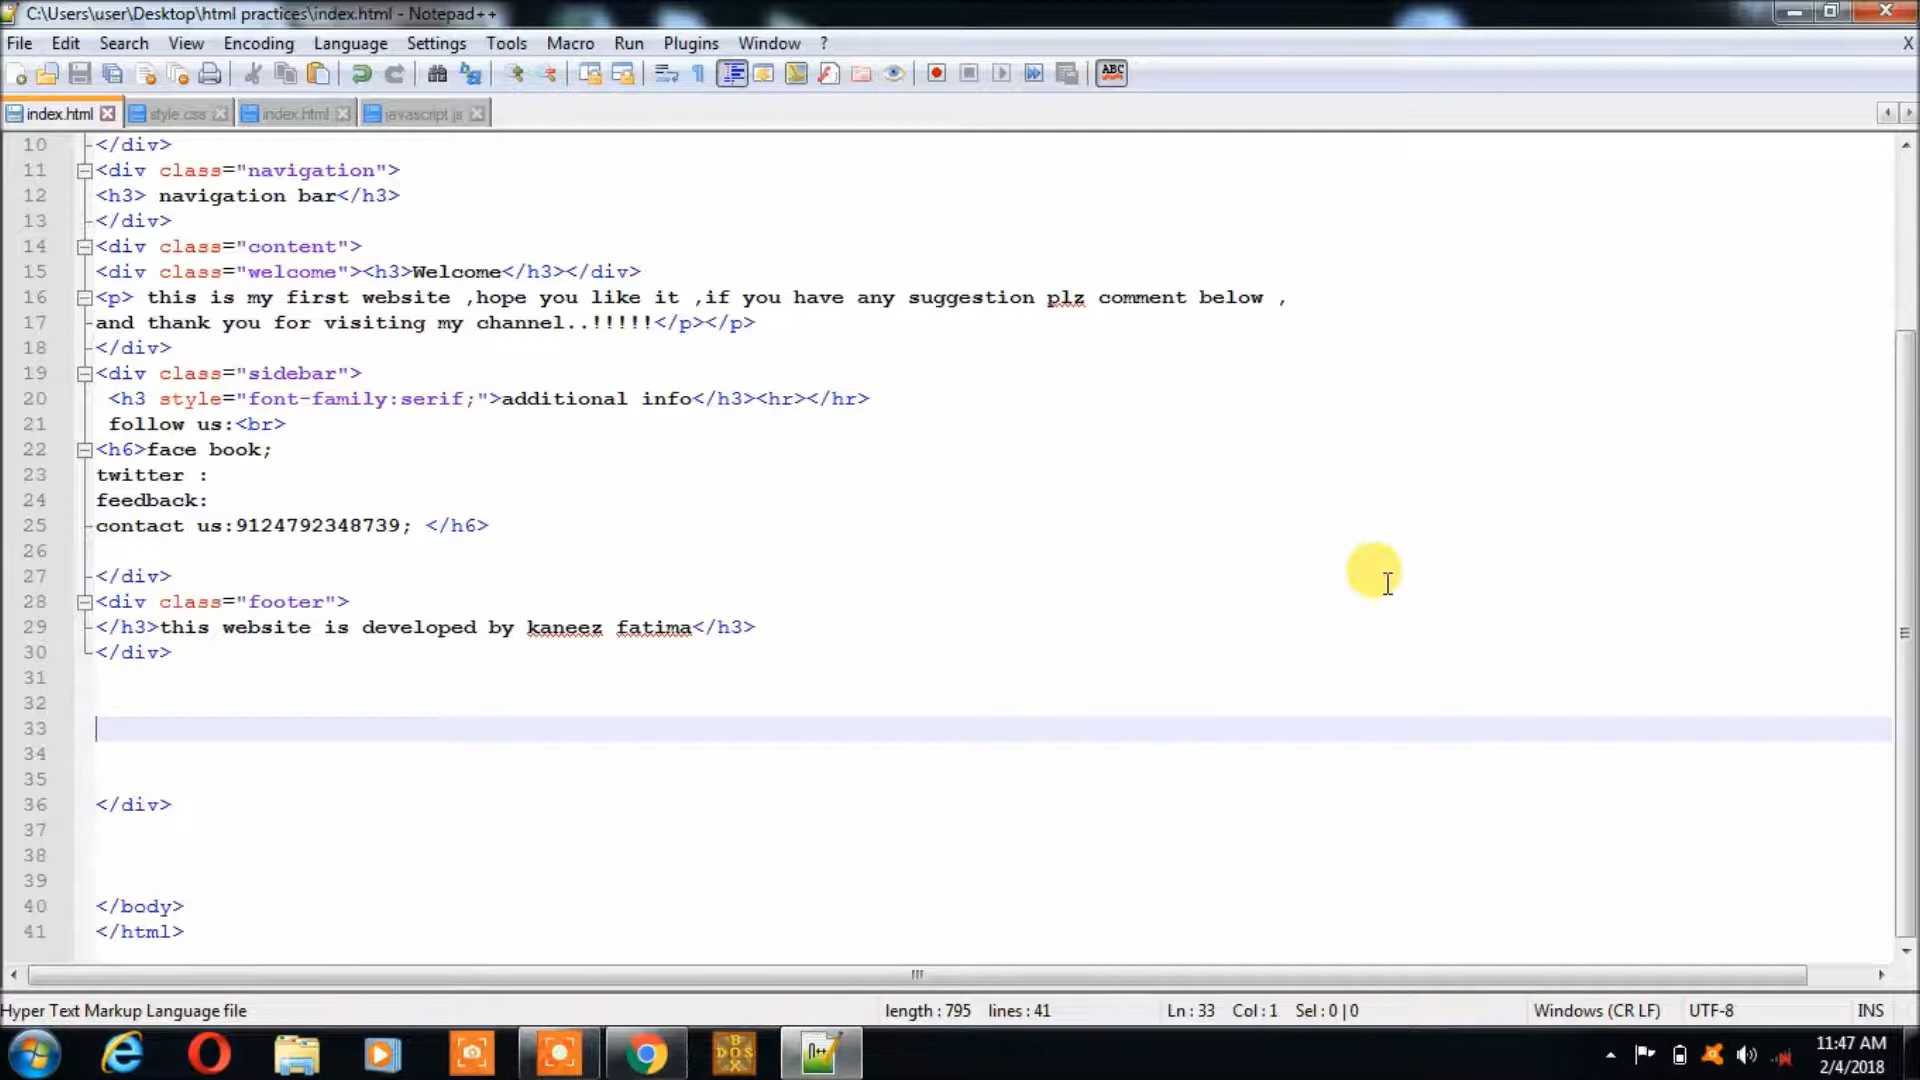 C:\Users\user\Desktop\html practices\index.html - Notepad++
File Edit Search View Encoding Language Settings Tools Macro Run Plugins Window ? X
ABC
index.html style.css index.html javascript.js
10 </div>
11 <div class="navigation">
12 <h3> navigation bar</h3>
13 </div>
14 <div class="content">
15 <div class="welcome"><h3>Welcome</h3></div>
16 <p> this is my first website ,hope you like it ,if you have any suggestion plz comment below ,
17 and thank you for visiting my channel..!!!!!</p></p>
18 </div>
19 <div class="sidebar">
20 <h3 style="font-family:serif;">additional info</h3><hr></hr>
21 follow us:<br>
22 <h6>face book;
23 twitter :
24 feedback:
25 contact us:9124792348739; </h6>
26
27 </div>
28 <div class="footer">
29 </h3>this website is developed by kaneez fatima</h3>
30 </div>
31
32
33
34
35
36 </div>
37
38
39
40 </body>
41 </html>
Hyper Text Markup Language file length : 795 lines : 41 Ln : 33 Col : 1 Sel : 0 | 0 Windows (CR LF) UTF-8 INS
BOX
DOS
n++
11:47 AM
2/4/2018